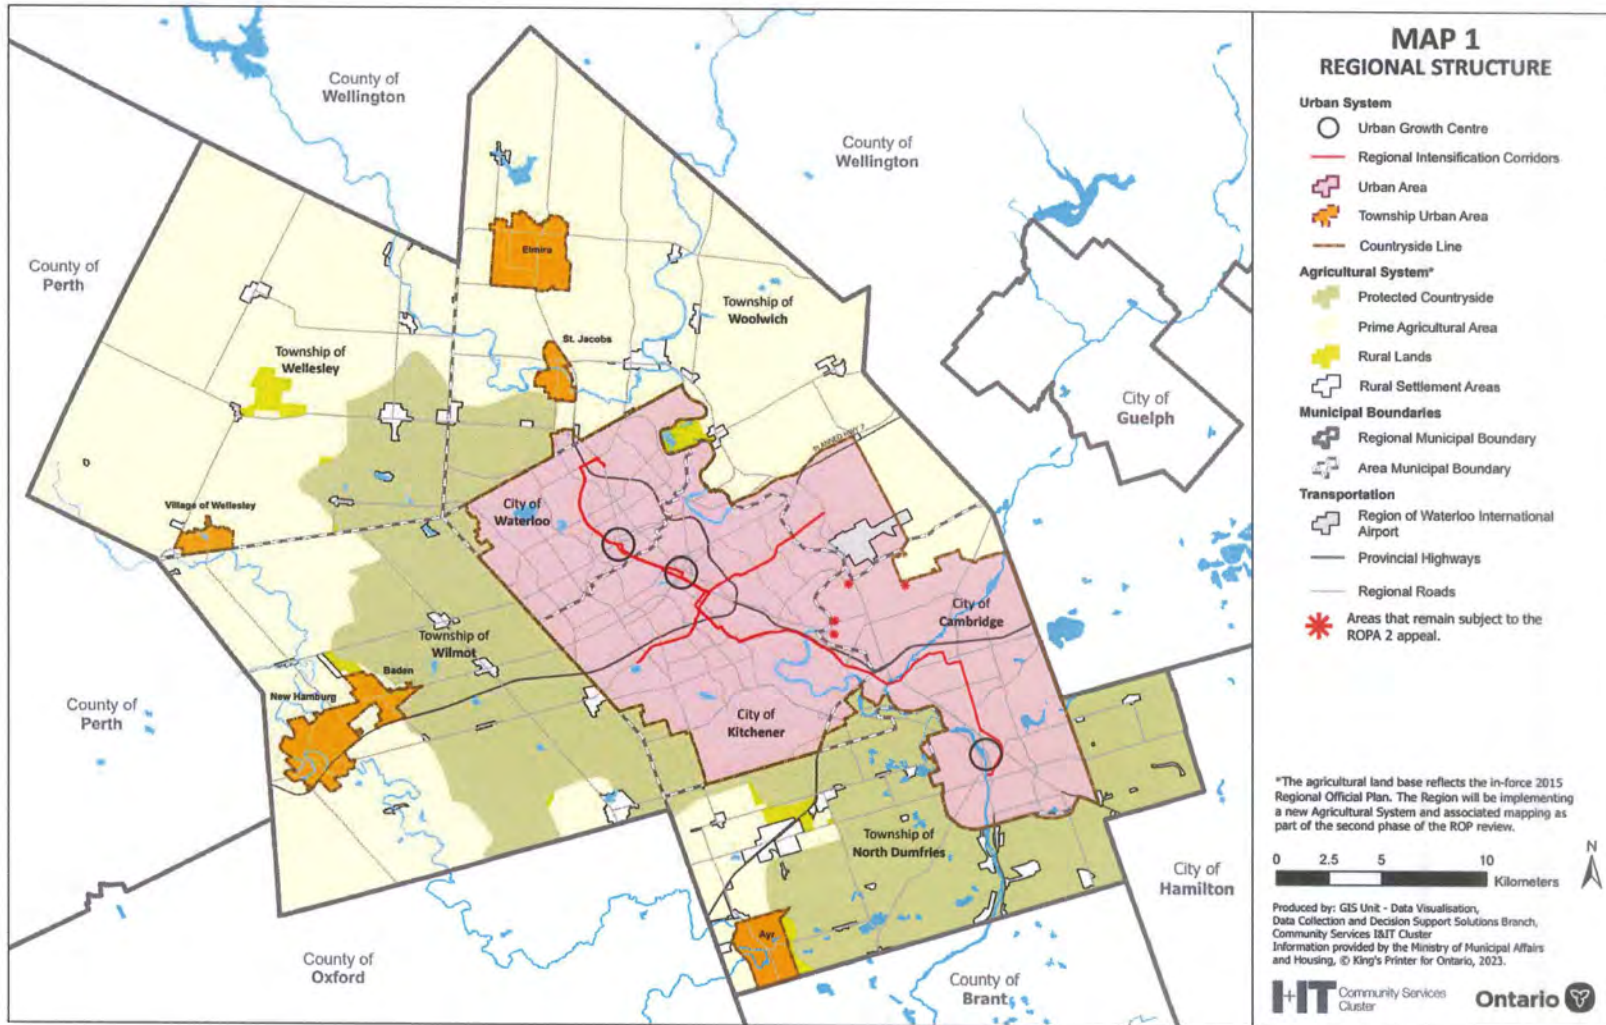 County of
Wellington
County of
Wellington
County of
Perth
Elmira
Township of
Woolwich
St. Jacobs
Township of
Wellesley
City of
Guelph
PLANNED HWY 7
Village of Wellesley
City of
Waterloo
City of
Cambridge
Township of
Wilmot
Baden
New Hamburg
County of
Perth
City of
Kitchener
Township of
North Dumfries
City of
Hamilton
Ayr
County of
Oxford
County of
Brant
MAP 1
REGIONAL STRUCTURE
Urban System
Urban Growth Centre
Regional Intensification Corridors
Urban Area
Township Urban Area
Countryside Line
Agricultural System*
Protected Countryside
Prime Agricultural Area
Rural Lands
Rural Settlement Areas
Municipal Boundaries
Regional Municipal Boundary
Area Municipal Boundary
Transportation
Region of Waterloo International
Airport
Provincial Highways
Regional Roads
Areas that remain subject to the
ROPA 2 appeal.
*The agricultural land base reflects the in-force 2015
Regional Official Plan. The Region will be implementing
a new Agricultural System and associated mapping as
part of the second phase of the ROP review.
N
0 2.5 5 10
Kilometers
Produced by: GIS Unit - Data Visualisation,
Data Collection and Decision Support Solutions Branch,
Community Services I&IT Cluster
Information provided by the Ministry of Municipal Affairs
and Housing, © King's Printer for Ontario, 2023.
I+IT Community Services
Cluster
Ontario